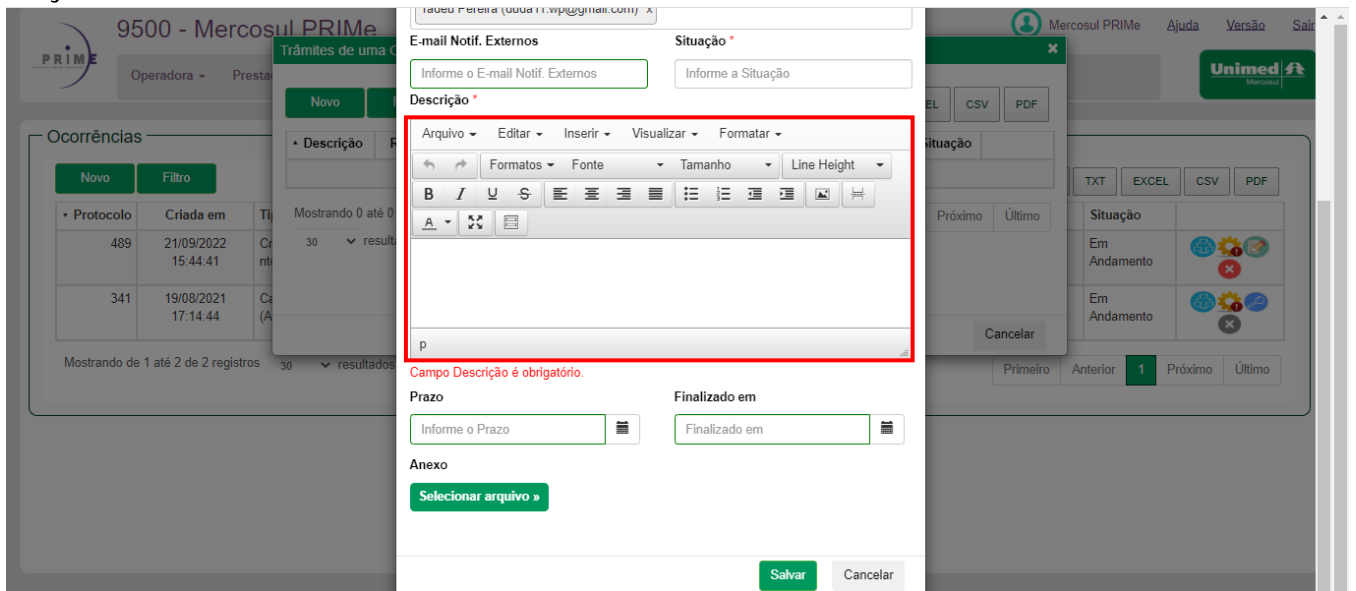 9500 - Mercosul PRIMe
PRIME
Operadora
Presta
Mercosul PRIMe Ajuda Versão Sair
Unimed
Mercosul
Trâmites de uma
Novo
CSV PDF
Descrição
Situação
Mostrando 0 até 0
30
Próximo Último
Cancelar
Ocorrências
Novo Filtro
TXT EXCEL CSV PDF
Protocolo Criada em Situação
489 21/09/2022 15:44:41 Em Andamento
341 19/08/2021 17:14:44 Em Andamento
Mostrando de 1 até 2 de 2 registros 30 resultados
Primeiro Anterior 1 Próximo Último
E-mail Notif. Externos Situação *
Informe o E-mail Notif. Externos Informe a Situação
Descrição *
Arquivo Editar Inserir Visualizar Formatar
Formatos Fonte Tamanho Line Height
B I U S
A
p
Campo Descrição é obrigatório.
Prazo Finalizado em
Informe o Prazo Finalizado em
Anexo
Selecionar arquivo »
Salvar Cancelar